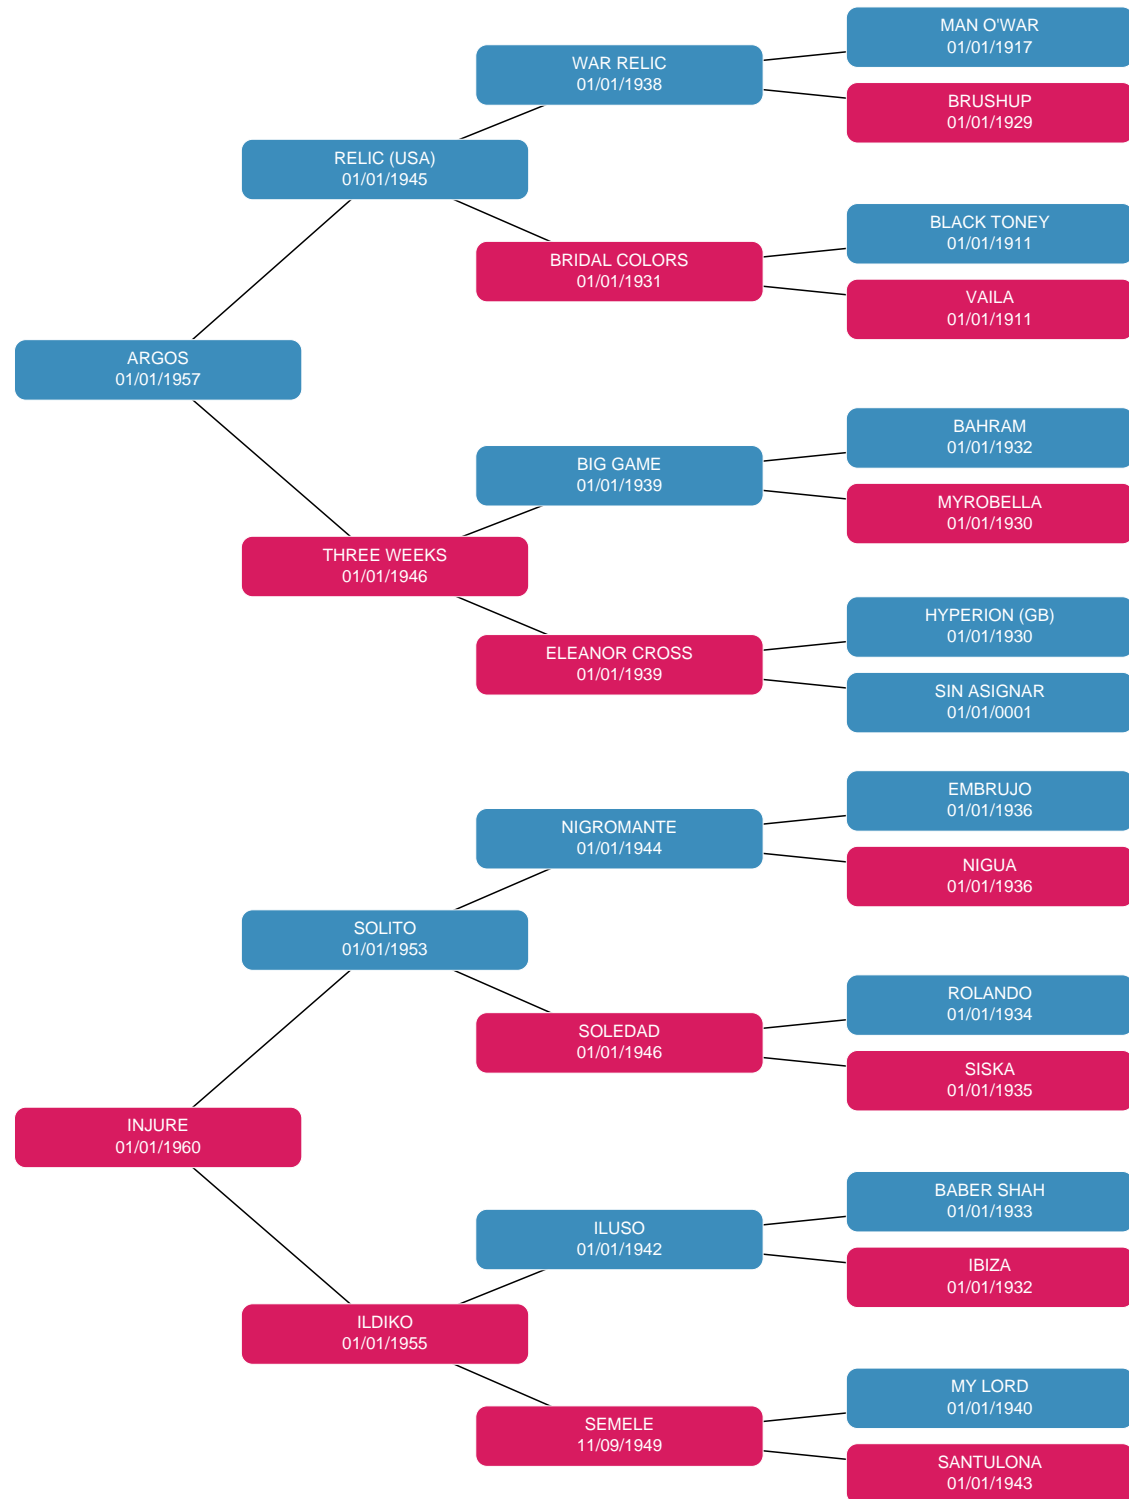 MAN O'WAR
01/01/1917
WAR RELIC
01/01/1938
BRUSHUP
01/01/1929
RELIC (USA)
01/01/1945
BLACK TONEY
01/01/1911
BRIDAL COLORS
01/01/1931
VAILA
01/01/1911
ARGOS
01/01/1957
BAHRAM
01/01/1932
BIG GAME
01/01/1939
MYROBELLA
01/01/1930
THREE WEEKS
01/01/1946
HYPERION (GB)
01/01/1930
ELEANOR CROSS
01/01/1939
SIN ASIGNAR
01/01/0001
EMBRUJO
01/01/1936
NIGROMANTE
01/01/1944
NIGUA
01/01/1936
SOLITO
01/01/1953
ROLANDO
01/01/1934
SOLEDAD
01/01/1946
SISKA
01/01/1935
INJURE
01/01/1960
BABER SHAH
01/01/1933
ILUSO
01/01/1942
IBIZA
01/01/1932
ILDIKO
01/01/1955
MY LORD
01/01/1940
SEMELE
11/09/1949
SANTULONA
01/01/1943